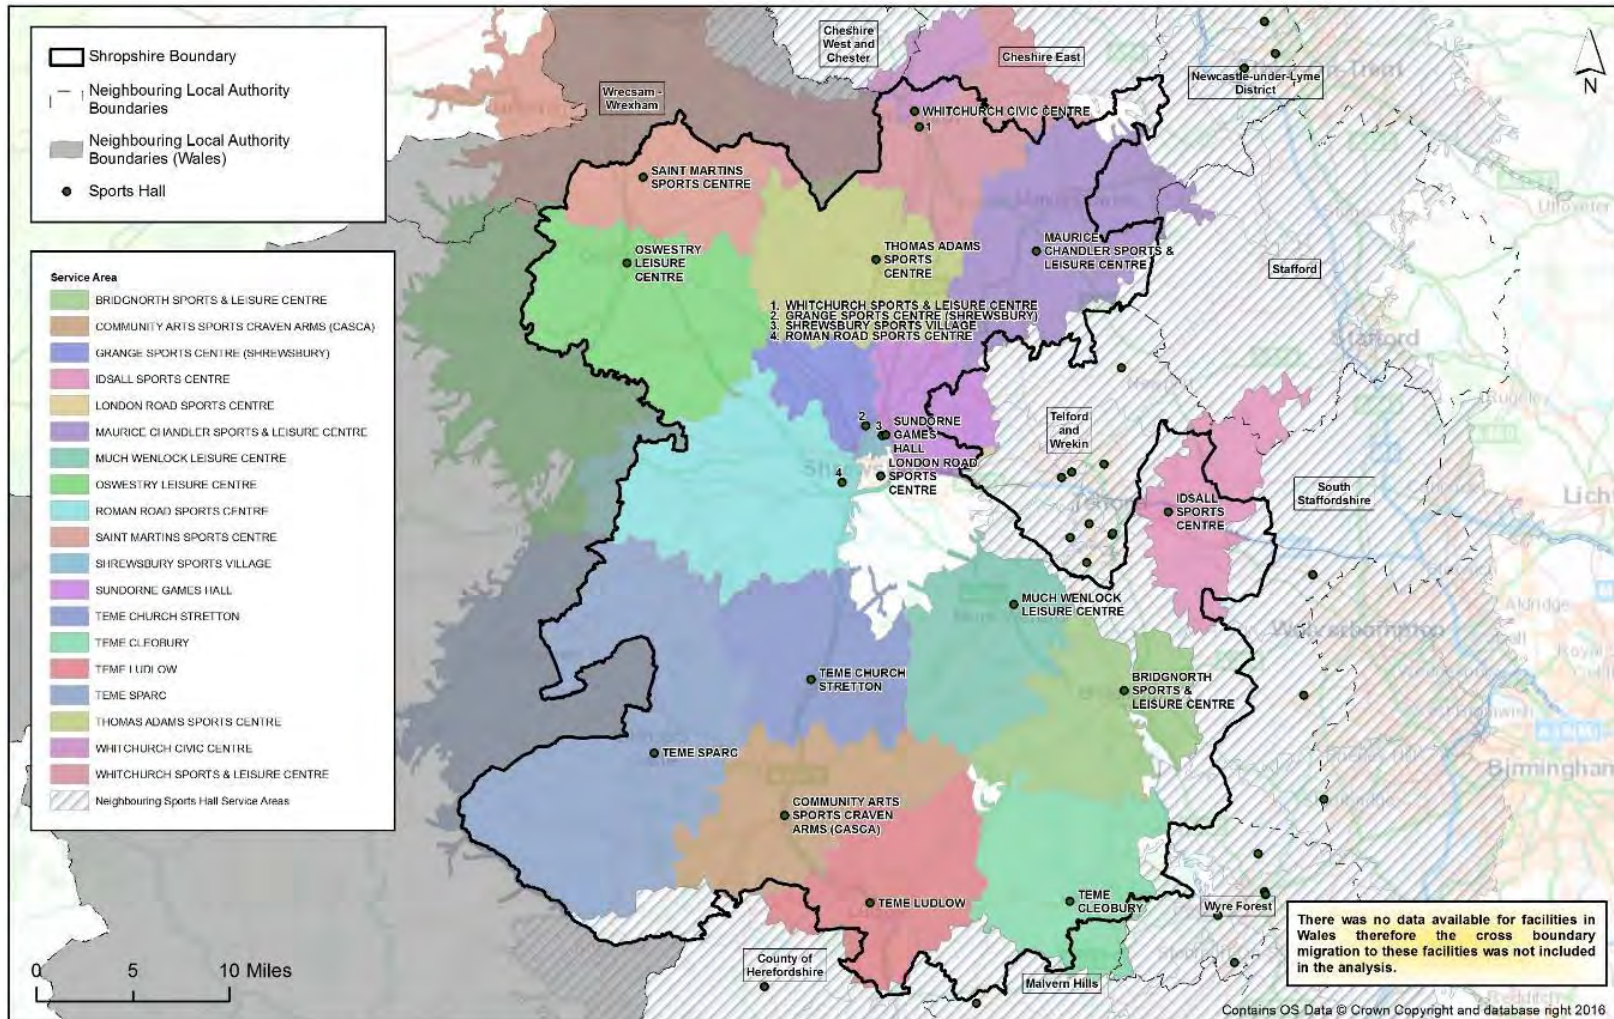 Shropshire Boundary
Neighbouring Local Authority
Boundaries
Neighbouring Local Authority
Boundaries (Wales)
Sports Hall
Service Area
BRIDGNORTH SPORTS & LEISURE CENTRE
COMMUNITY ARTS SPORTS CRAVEN ARMS (CASCA)
GRANGE SPORTS CENTRE (SHREWSBURY)
IDSALL SPORTS CENTRE
LONDON ROAD SPORTS CENTRE
MAURICE CHANDLER SPORTS & LEISURE CENTRE
MUCH WENLOCK LEISURE CENTRE
OSWESTRY LEISURE CENTRE
ROMAN ROAD SPORTS CENTRE
SAINT MARTINS SPORTS CENTRE
SHREWSBURY SPORTS VILLAGE
SUNDORNE GAMES HALL
TEME CHURCH STRETTON
TEME CLEOBURY
TEME LUDLOW
TEME SPARC
THOMAS ADAMS SPORTS CENTRE
WHITCHURCH CIVIC CENTRE
WHITCHURCH SPORTS & LEISURE CENTRE
Neighbouring Sports Hall Service Areas
0 5 10 Miles
Cheshire
West and
Chester
Cheshire East
Newcastle-under-Lyme
District
N
Wrecsam -
Wrexham
WHITCHURCH CIVIC CENTRE
1
SAINT MARTINS
SPORTS CENTRE
OSWESTRY
LEISURE
CENTRE
THOMAS ADAMS
SPORTS
CENTRE
MAURICE
CHANDLER SPORTS &
LEISURE CENTRE
Stafford
Uttoxeter
1. WHITCHURCH SPORTS & LEISURE CENTRE
2. GRANGE SPORTS CENTRE (SHREWSBURY)
3. SHREWSBURY SPORTS VILLAGE
4. ROMAN ROAD SPORTS CENTRE
Stafford
Rugeley
2
3
SUNDORNE
GAMES
HALL
Telford
and
Wrekin
4
LONDON ROAD
SPORTS
CENTRE
IDSALL
SPORTS
CENTRE
South
Staffordshire
MUCH WENLOCK
LEISURE CENTRE
Aldridge
Wolverhampton
TEME CHURCH
STRETTON
BRIDGNORTH
SPORTS &
LEISURE CENTRE
TEME SPARC
Birmingham
COMMUNITY ARTS
SPORTS CRAVEN
ARMS (CASCA)
TEME LUDLOW
TEME
CLEOBURY
Wyre Forest
County of
Herefordshire
Malvern Hills
Redditch
There was no data available for facilities in
Wales therefore the cross boundary
migration to these facilities was not included
in the analysis.
Contains OS Data © Crown Copyright and database right 2016